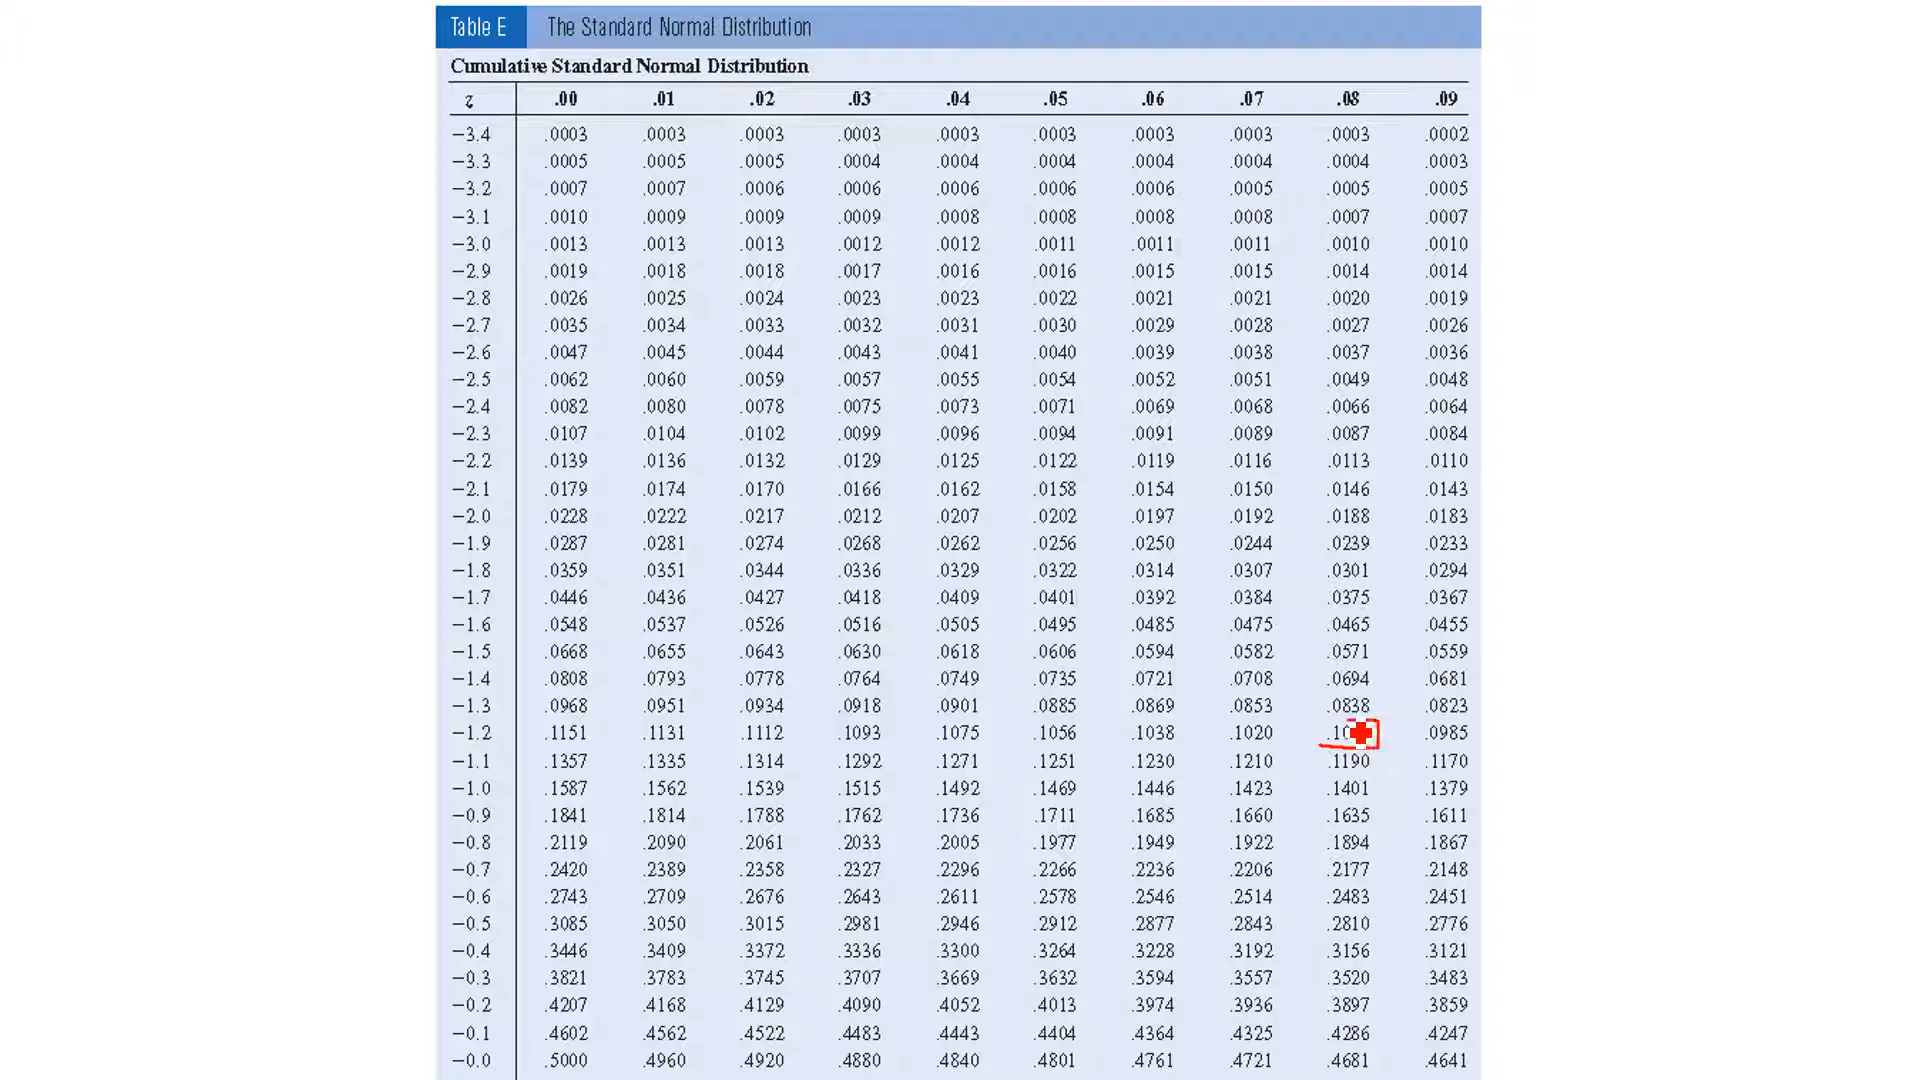 Table E The Standard Normal Distribution
Cumulative Standard Normal Distribution
z .00 .01 .02 .03 .04 .05 .06 .07 .08 .09
−3.4 .0003 .0003 .0003 .0003 .0003 .0003 .0003 .0003 .0003 .0002
−3.3 .0005 .0005 .0005 .0004 .0004 .0004 .0004 .0004 .0004 .0003
−3.2 .0007 .0007 .0006 .0006 .0006 .0006 .0006 .0005 .0005 .0005
−3.1 .0010 .0009 .0009 .0009 .0008 .0008 .0008 .0008 .0007 .0007
−3.0 .0013 .0013 .0013 .0012 .0012 .0011 .0011 .0011 .0010 .0010
−2.9 .0019 .0018 .0018 .0017 .0016 .0016 .0015 .0015 .0014 .0014
−2.8 .0026 .0025 .0024 .0023 .0023 .0022 .0021 .0021 .0020 .0019
−2.7 .0035 .0034 .0033 .0032 .0031 .0030 .0029 .0028 .0027 .0026
−2.6 .0047 .0045 .0044 .0043 .0041 .0040 .0039 .0038 .0037 .0036
−2.5 .0062 .0060 .0059 .0057 .0055 .0054 .0052 .0051 .0049 .0048
−2.4 .0082 .0080 .0078 .0075 .0073 .0071 .0069 .0068 .0066 .0064
−2.3 .0107 .0104 .0102 .0099 .0096 .0094 .0091 .0089 .0087 .0084
−2.2 .0139 .0136 .0132 .0129 .0125 .0122 .0119 .0116 .0113 .0110
−2.1 .0179 .0174 .0170 .0166 .0162 .0158 .0154 .0150 .0146 .0143
−2.0 .0228 .0222 .0217 .0212 .0207 .0202 .0197 .0192 .0188 .0183
−1.9 .0287 .0281 .0274 .0268 .0262 .0256 .0250 .0244 .0239 .0233
−1.8 .0359 .0351 .0344 .0336 .0329 .0322 .0314 .0307 .0301 .0294
−1.7 .0446 .0436 .0427 .0418 .0409 .0401 .0392 .0384 .0375 .0367
−1.6 .0548 .0537 .0526 .0516 .0505 .0495 .0485 .0475 .0465 .0455
−1.5 .0668 .0655 .0643 .0630 .0618 .0606 .0594 .0582 .0571 .0559
−1.4 .0808 .0793 .0778 .0764 .0749 .0735 .0721 .0708 .0694 .0681
−1.3 .0968 .0951 .0934 .0918 .0901 .0885 .0869 .0853 .0838 .0823
−1.2 .1151 .1131 .1112 .1093 .1075 .1056 .1038 .1020 .0985
−1.1 .1357 .1335 .1314 .1292 .1271 .1251 .1230 .1210 .1190 .1170
−1.0 .1587 .1562 .1539 .1515 .1492 .1469 .1446 .1423 .1401 .1379
−0.9 .1841 .1814 .1788 .1762 .1736 .1711 .1685 .1660 .1635 .1611
−0.8 .2119 .2090 .2061 .2033 .2005 .1977 .1949 .1922 .1894 .1867
−0.7 .2420 .2389 .2358 .2327 .2296 .2266 .2236 .2206 .2177 .2148
−0.6 .2743 .2709 .2676 .2643 .2611 .2578 .2546 .2514 .2483 .2451
−0.5 .3085 .3050 .3015 .2981 .2946 .2912 .2877 .2843 .2810 .2776
−0.4 .3446 .3409 .3372 .3336 .3300 .3264 .3228 .3192 .3156 .3121
−0.3 .3821 .3783 .3745 .3707 .3669 .3632 .3594 .3557 .3520 .3483
−0.2 .4207 .4168 .4129 .4090 .4052 .4013 .3974 .3936 .3897 .3859
−0.1 .4602 .4562 .4522 .4483 .4443 .4404 .4364 .4325 .4286 .4247
−0.0 .5000 .4960 .4920 .4880 .4840 .4801 .4761 .4721 .4681 .4641